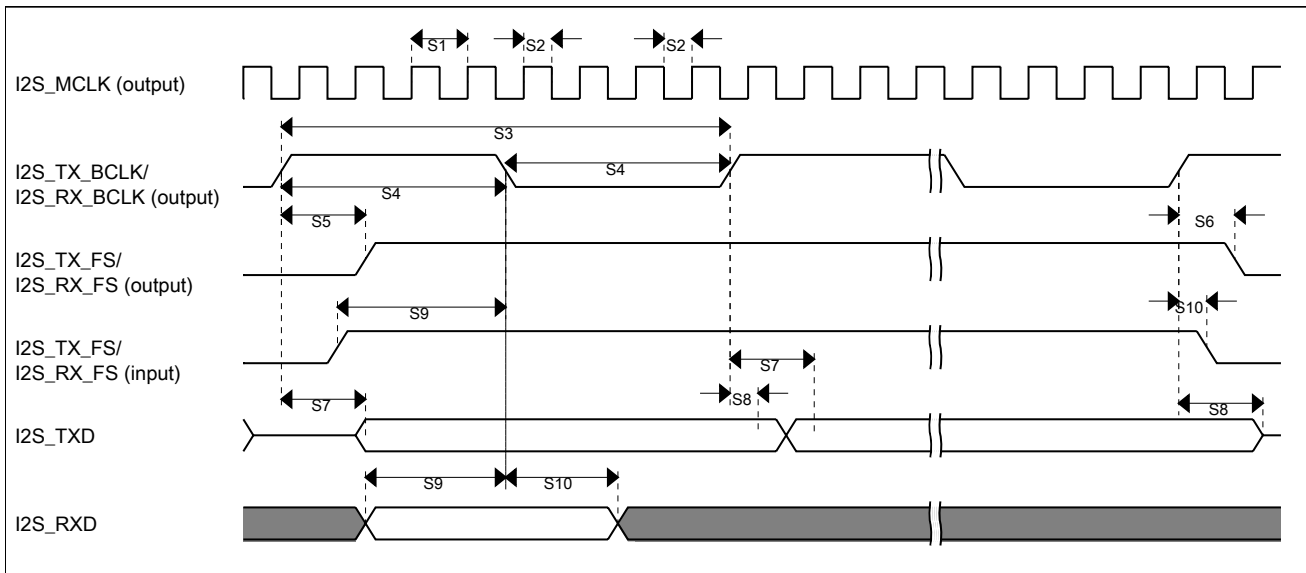 S1
S2
S2
I2S_MCLK (output)
S3
I2S_TX_BCLK/
I2S_RX_BCLK (output)
S4
S4
S5
S6
I2S_TX_FS/
I2S_RX_FS (output)
S9
S10
I2S_TX_FS/
I2S_RX_FS (input)
S7
S8
S7
S8
I2S_TXD
S9
S10
I2S_RXD